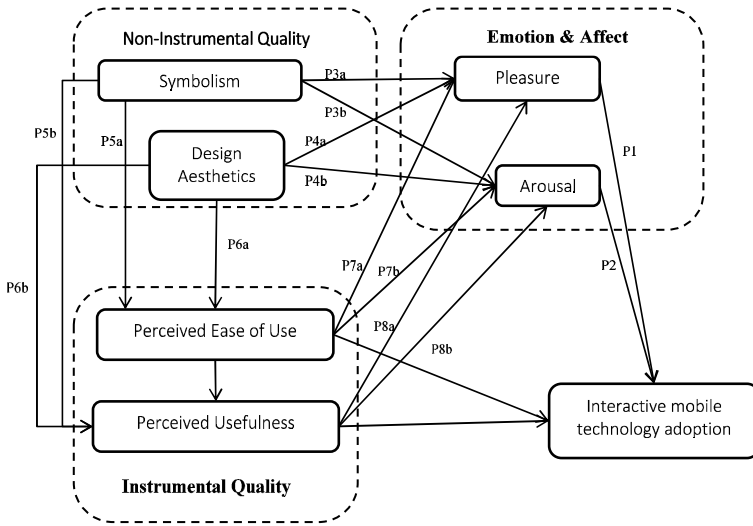 Non-Instrumental Quality
Emotion & Affect
Symbolism
P3a
Pleasure
P3b
P5b
P5a
P4a
Design
Aesthetics
P4b
Arousal
P1
P6a
P2
P7a
P7b
P6b
P8a
P8b
Perceived Ease of Use
Perceived Usefulness
Interactive mobile
technology adoption
Instrumental Quality